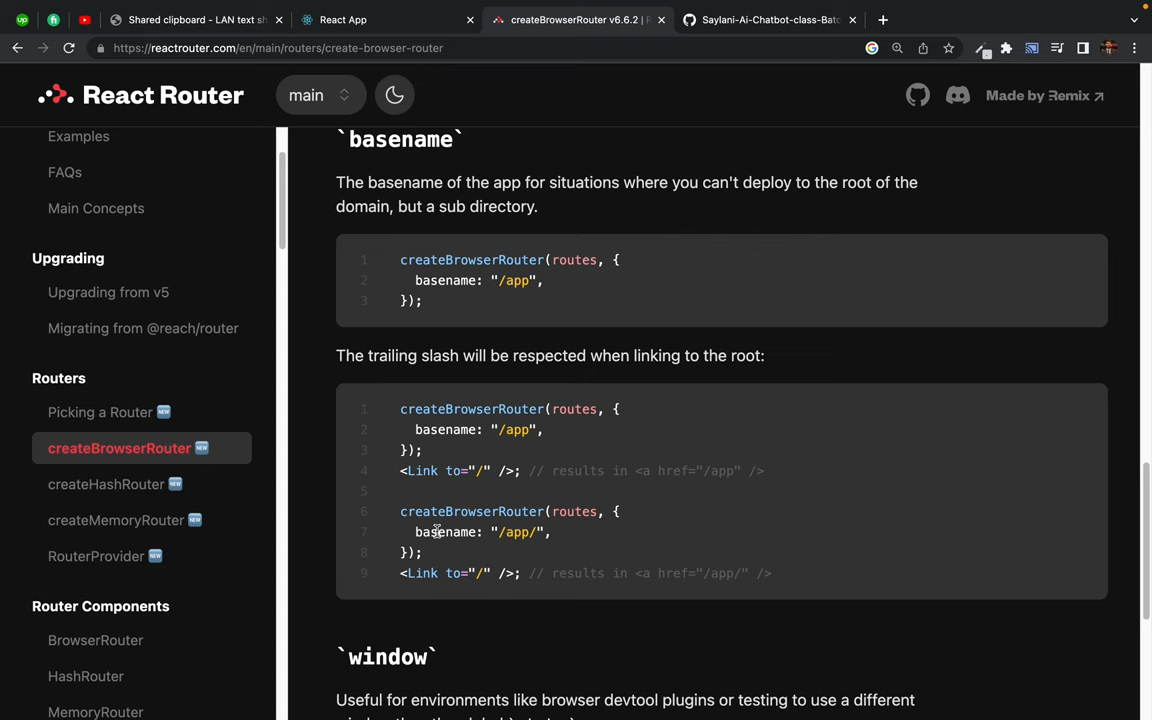 Shared clipboard - LAN text sh
React App
createBrowserRouter v6.6.2 | R
Saylani-Ai-Chatbot-class-Batc
https://reactrouter.com/en/main/routers/create-browser-router
React Router
main
Made by Remix ↗
Examples
FAQs
Main Concepts
Upgrading
Upgrading from v5
Migrating from @reach/router
Routers
Picking a Router NEW
createBrowserRouter NEW
createHashRouter NEW
createMemoryRouter NEW
RouterProvider NEW
Router Components
BrowserRouter
HashRouter
MemoryRouter
`basename`
The basename of the app for situations where you can't deploy to the root of the
domain, but a sub directory.
1 createBrowserRouter(routes, {
2 basename: "/app",
3 });
The trailing slash will be respected when linking to the root:
1 createBrowserRouter(routes, {
2 basename: "/app",
3 });
4 <Link to="/" />; // results in <a href="/app" />
5
6 createBrowserRouter(routes, {
7 basename: "/app/",
8 });
9 <Link to="/" />; // results in <a href="/app/" />
`window`
Useful for environments like browser devtool plugins or testing to use a different